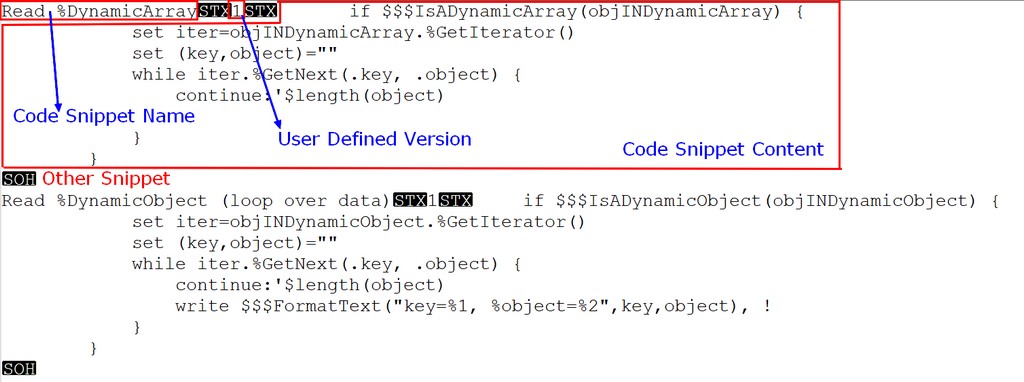 Read %DynamicArraySTX1STX if $$$IsADynamicArray(objINDynamicArray) {
set iter=objINDynamicArray.%GetIterator()
set (key,object)=""
while iter.%GetNext(.key, .object) {
continue:'$length(object)
Code Snippet Name
}
User Defined Version
Code Snippet Content
}
SOH Other Snippet
Read %DynamicObject (loop over data)STX1STX if $$$IsADynamicObject(objINDynamicObject) {
set iter=objINDynamicObject.%GetIterator()
set (key,object)=""
while iter.%GetNext(.key, .object) {
continue:'$length(object)
write $$$FormatText("key=%1, %object=%2",key,object), !
}
}
SOH